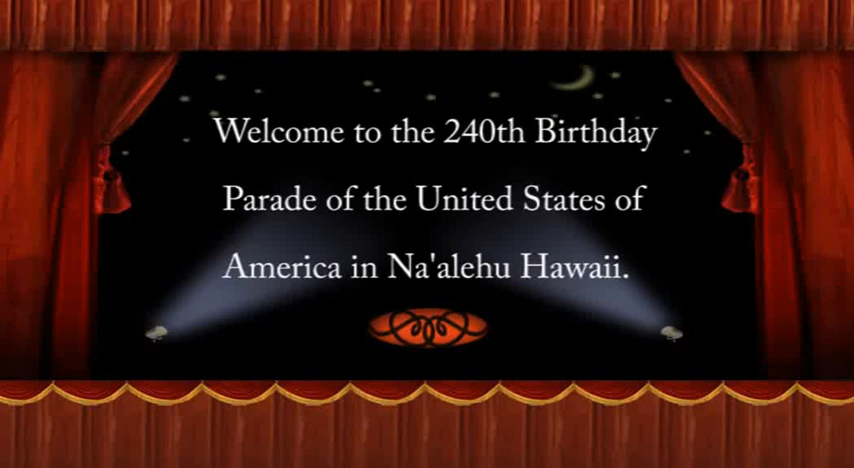 Welcome to the 240th Birthday
Parade of the United States of
America in Na'alehu Hawaii.